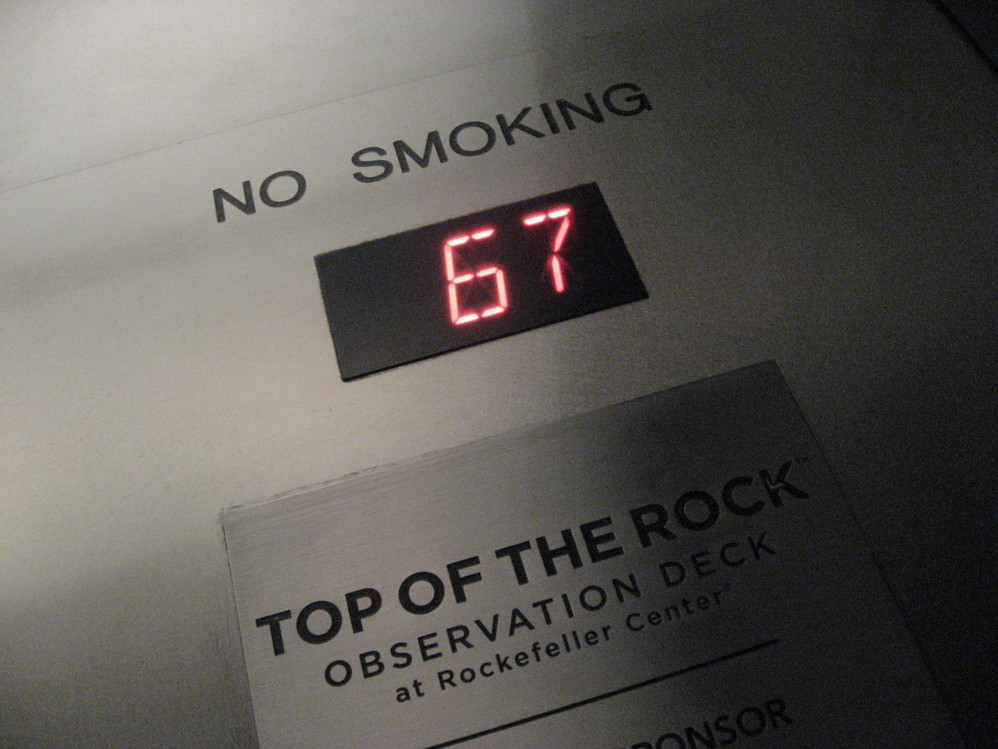 NO SMOKING
67
TOP OF THE ROCK™
OBSERVATION DECK
at Rockefeller Center®